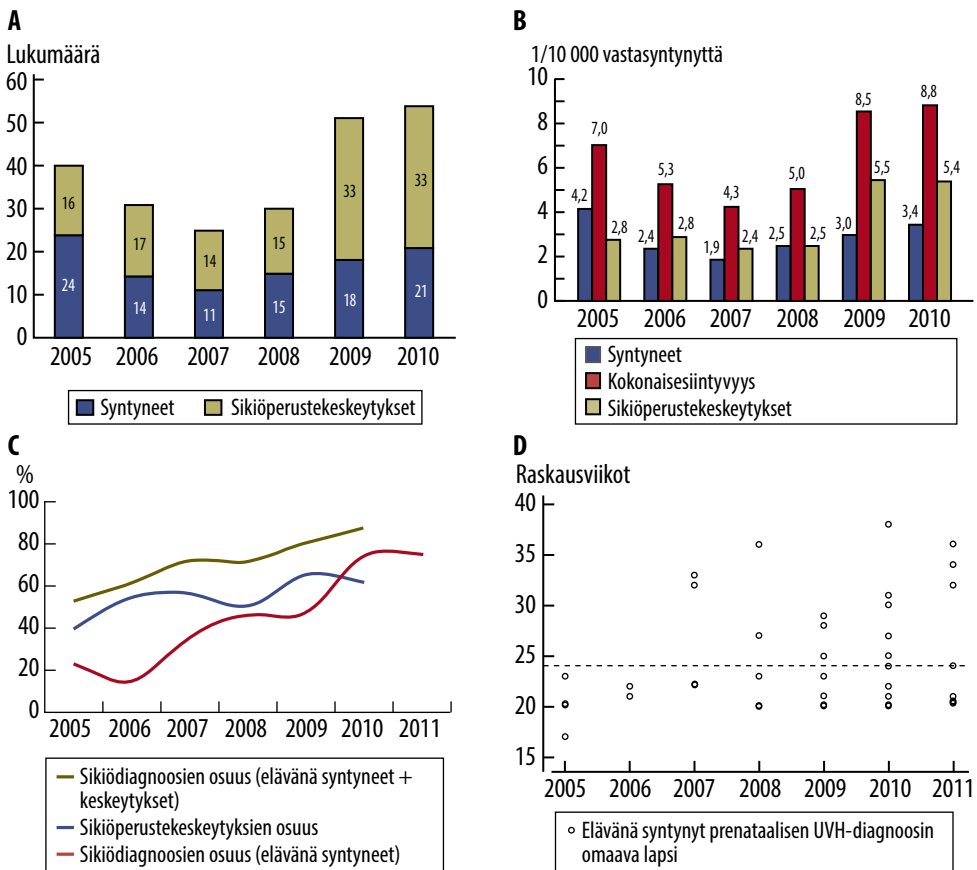 A
Lukumäärä
60
50
40
30
20
10
0
16
24
17
14
14
11
15
15
33
18
33
21
2005 2006 2007 2008 2009 2010
Syntyneet Sikiöperustekeskeytykset
B
1/10 000 vastasyntynyttä
10
8
6
4
2
0
4,2 7,0 2,8
2,4 5,3 2,8
1,9 4,3 2,4
2,5 5,0 2,5
3,0 8,5 5,5
3,4 8,8 5,4
2005 2006 2007 2008 2009 2010
Syntyneet
Kokonaisesiintyvyys
Sikiöperustekeskeytykset
C
%
100
80
60
40
20
0
2005 2006 2007 2008 2009 2010 2011
Sikiödiagnoosien osuus (elävänä syntyneet +
keskeytykset)
Sikiöperustekeskeytyksien osuus
Sikiödiagnoosien osuus (elävänä syntyneet)
D
Raskausviikot
40
35
30
25
20
15
2005 2006 2007 2008 2009 2010 2011
Elävänä syntynyt prenataalisen UVH-diagnoosin
omaava lapsi